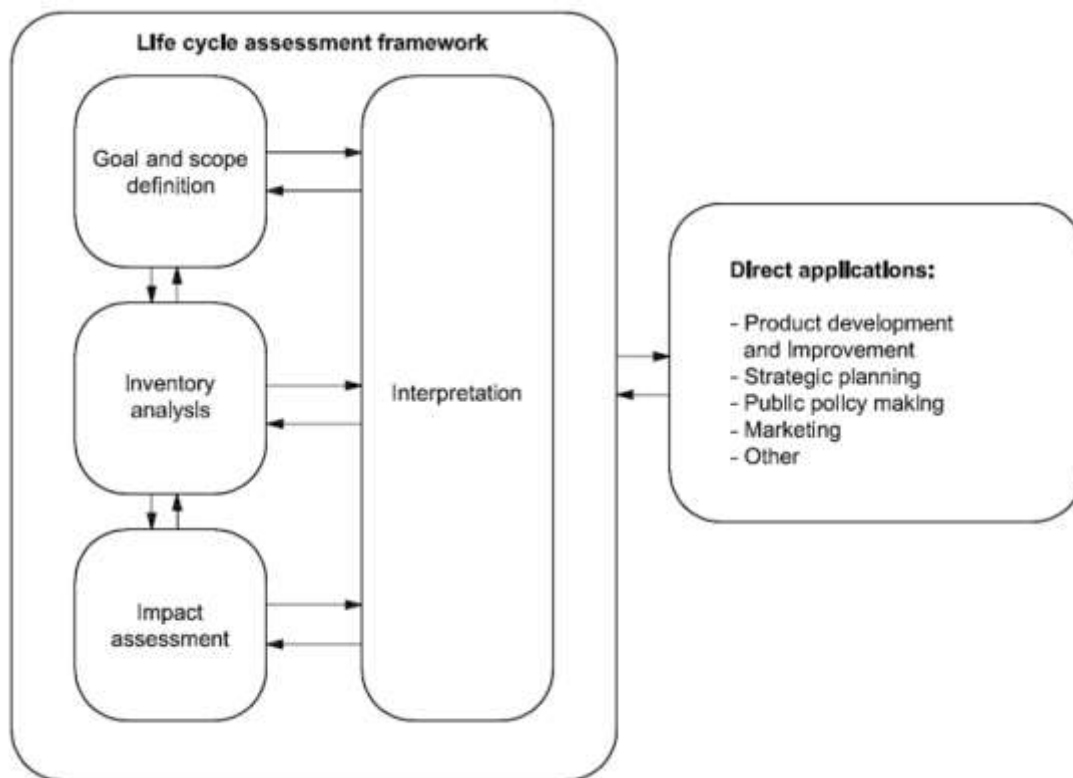 Life cycle assessment framework
Goal and scope
definition
Inventory
analysis
Impact
assessment
Interpretation
Direct applications:
- Product development
and Improvement
- Strategic planning
- Public policy making
- Marketing
- Other